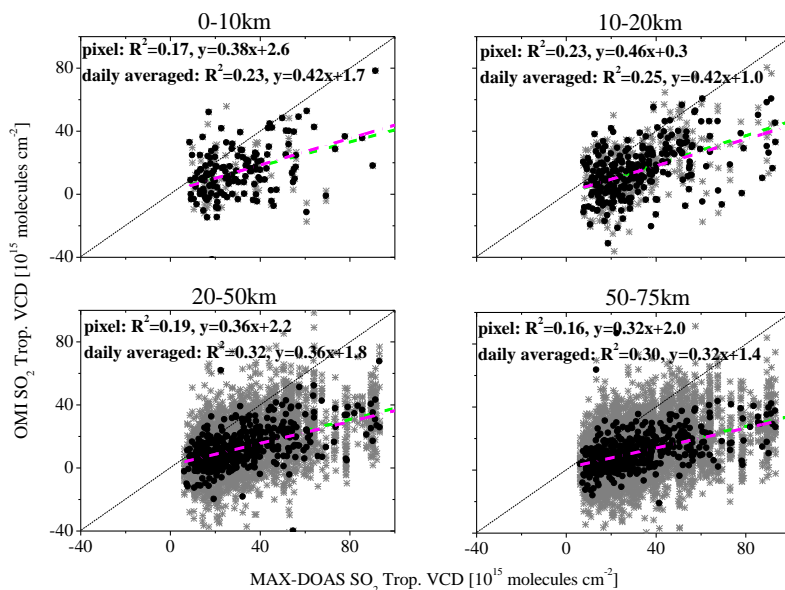 0-10km
10-20km
pixel: R²=0.17, y=0.38x+2.6
daily averaged: R²=0.23, y=0.42x+1.7
pixel: R²=0.23, y=0.46x+0.3
daily averaged: R²=0.25, y=0.42x+1.0
80
40
0
-40
20-50km
50-75km
pixel: R²=0.19, y=0.36x+2.2
daily averaged: R²=0.32, y=0.36x+1.8
pixel: R²=0.16, y=0.32x+2.0
daily averaged: R²=0.30, y=0.32x+1.4
80
40
0
-40
-40 0 40 80
-40 0 40 80
OMI SO₂ Trop. VCD [10¹⁵ molecules cm⁻²]
MAX-DOAS SO₂ Trop. VCD [10¹⁵ molecules cm⁻²]